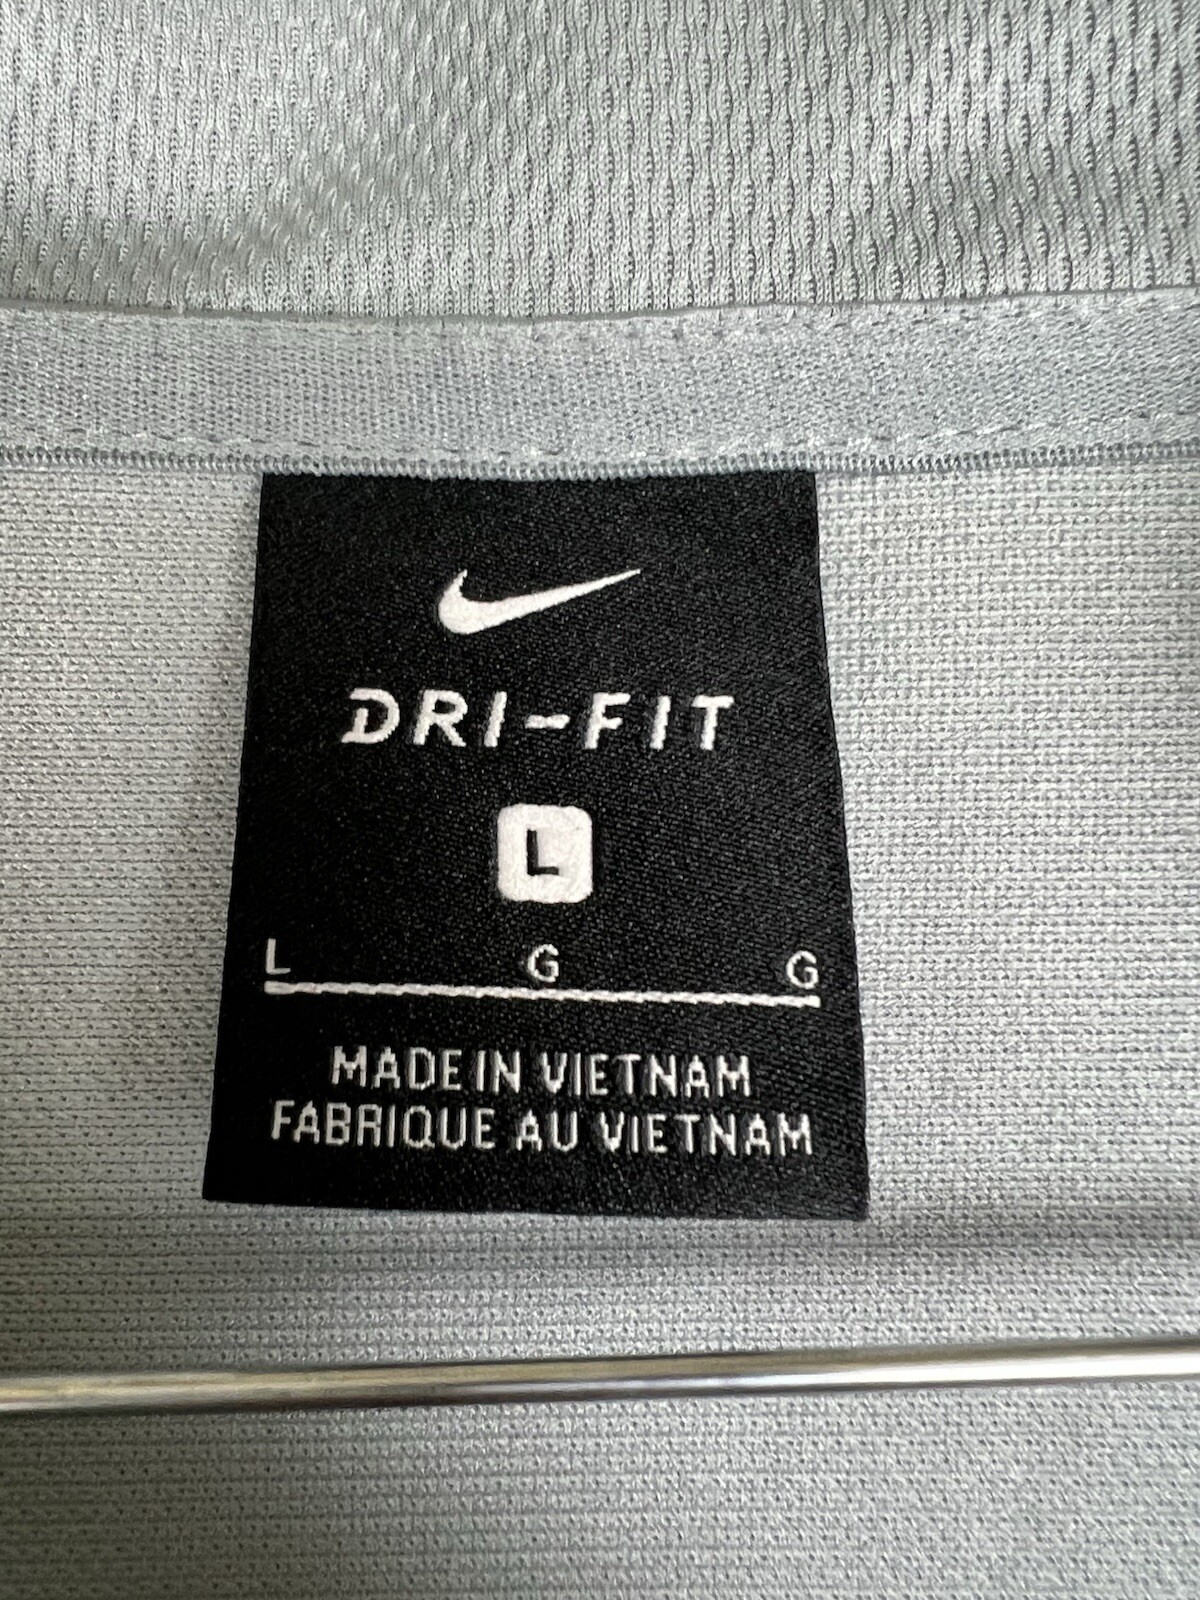 DRI-FIT
L
L G G
MADE IN VIETNAM
FABRIQUE AU VIETNAM